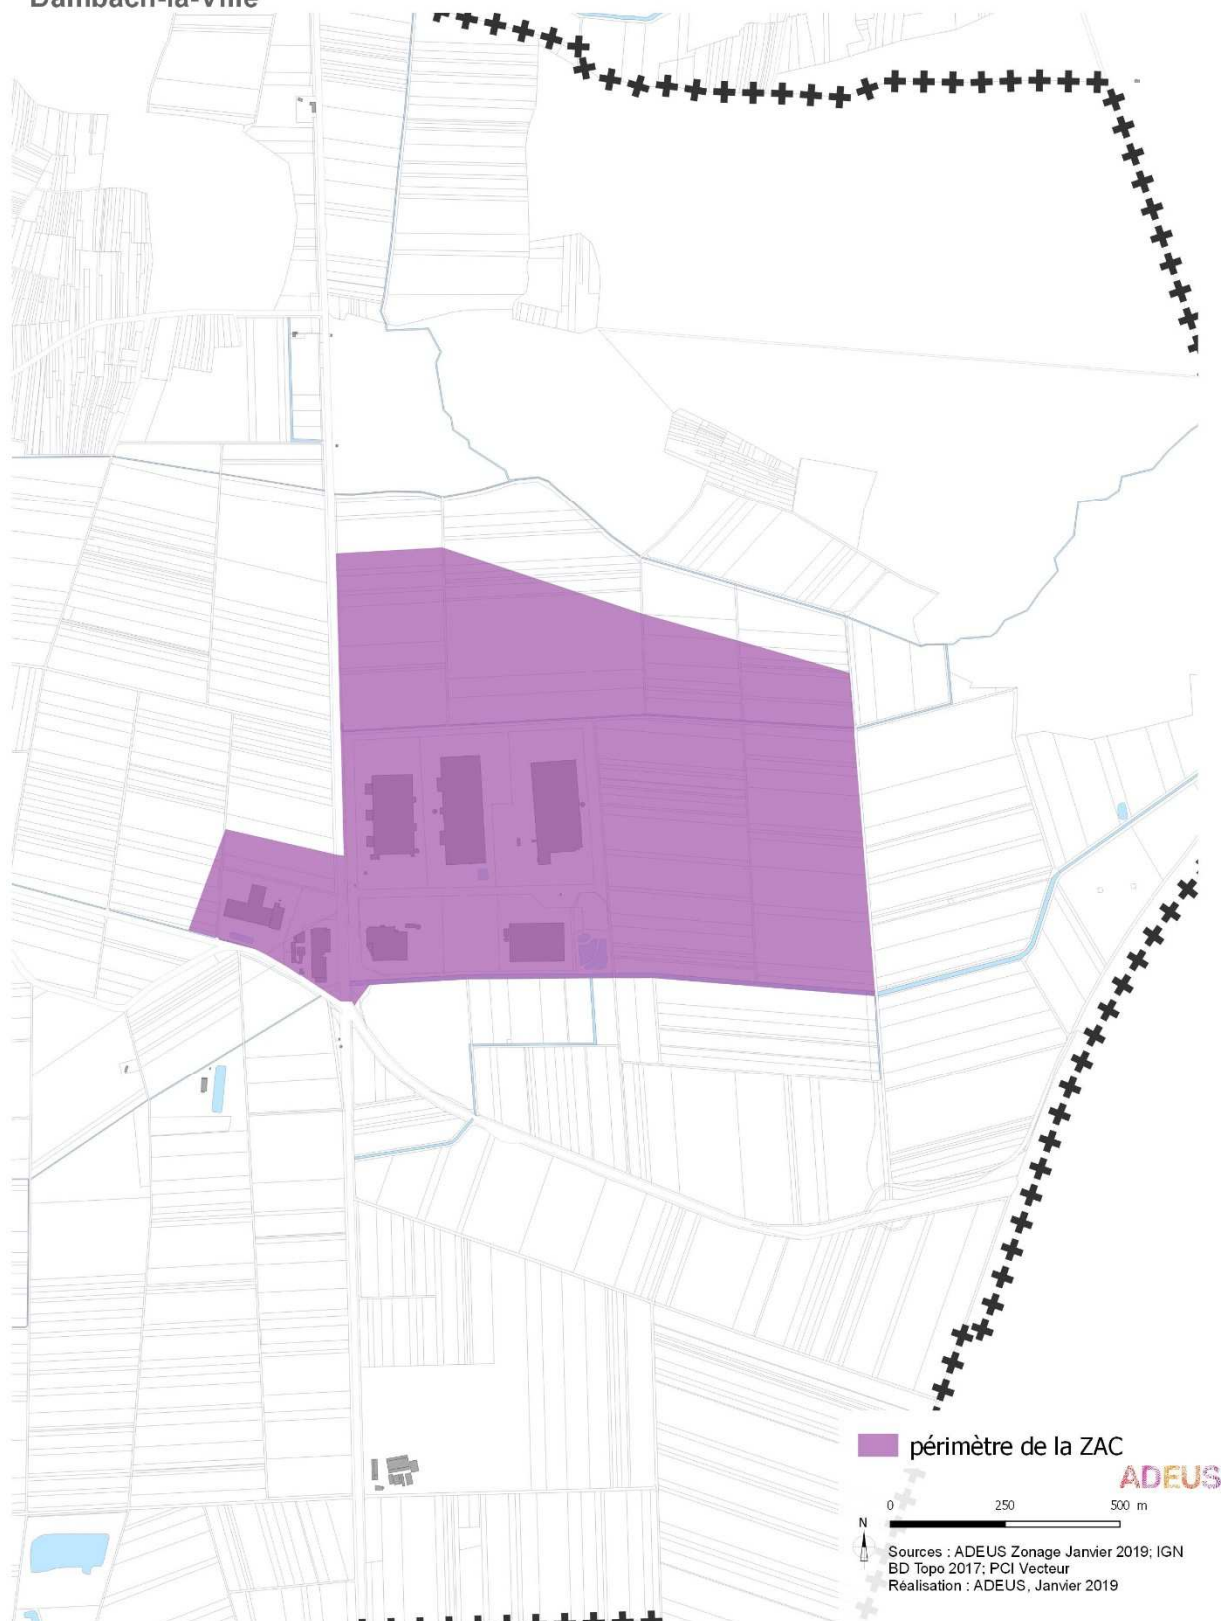 Dambach-la-Ville
périmètre de la ZAC
ADEUS
0 250 500 m
N
Sources : ADEUS Zonage Janvier 2019; IGN
BD Topo 2017; PCI Vecteur
Réalisation : ADEUS, Janvier 2019